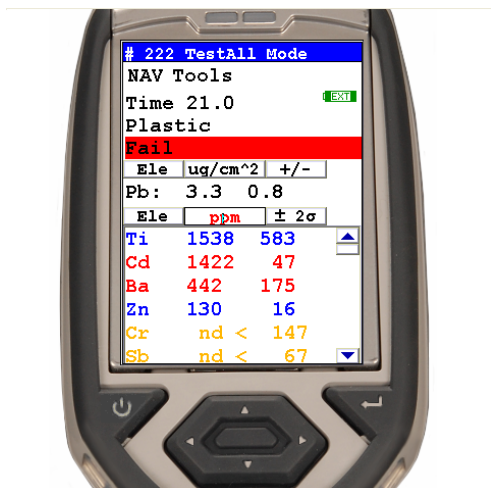 # 222 TestAll Mode
NAV Tools
Time 21.0
EXT
Plastic
Fail
Ele ug/cm^2 +/-
Pb: 3.3 0.8
Ele ppm ± 2σ
Ti 1538 583
Cd 1422 47
Ba 442 175
Zn 130 16
Cr nd < 147
Sb nd < 67